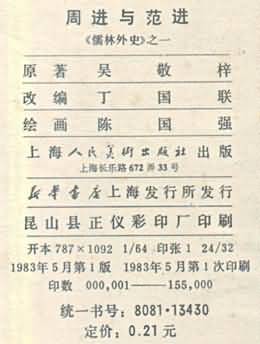 周进与范进
《儒林外史》之一
原著 吴敬梓
改编 丁国联
绘画 陈国强
上海人民美術出版社 出版
上海长乐路672弄33号
新华书店上海发行所发行
昆山县正仪彩印厂印刷
开本787×1092 1/64 印张1 24/32
1983年5月第1版 1983年5月第1次印刷
印数 000,001——155,000
统一书号：8081·13430
定价：0.21元